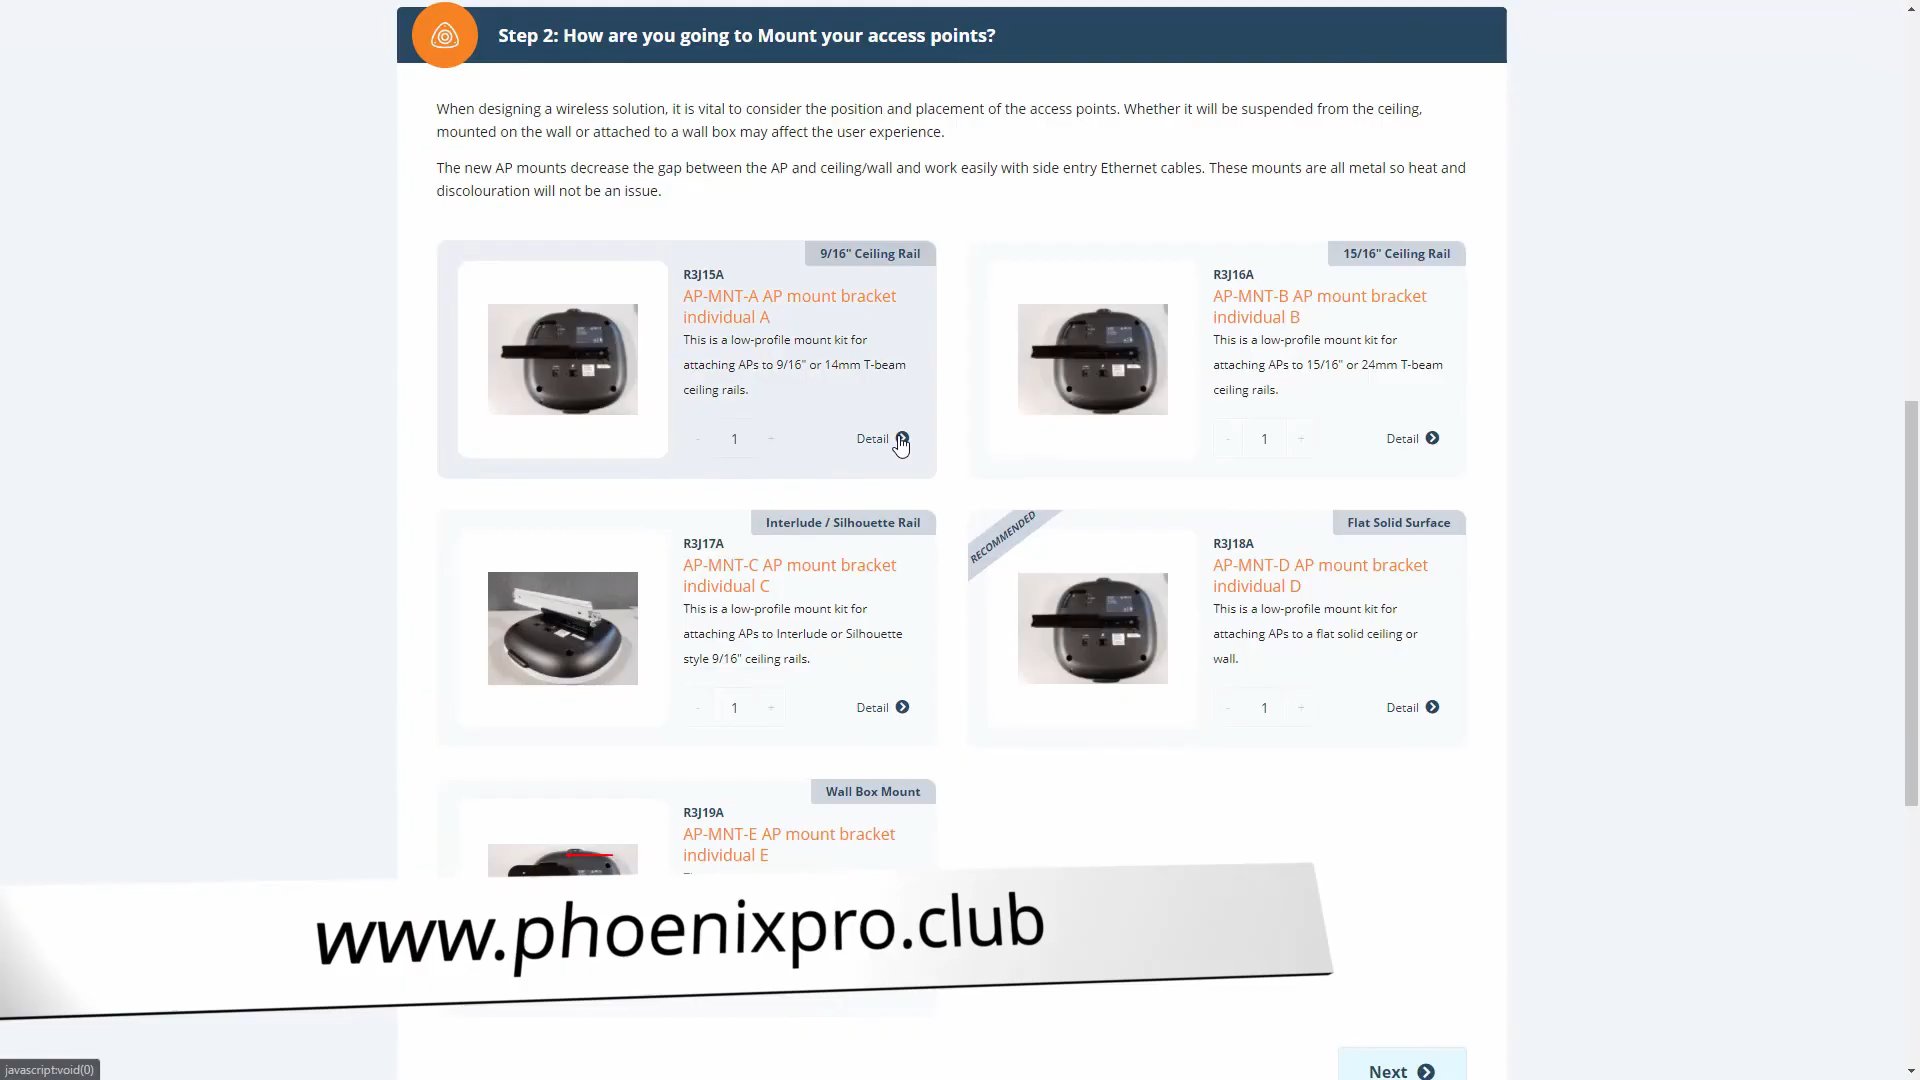 Step 2: How are you going to Mount your access points?
When designing a wireless solution, it is vital to consider the position and placement of the access points. Whether it will be suspended from the ceiling,
mounted on the wall or attached to a wall box may affect the user experience.
The new AP mounts decrease the gap between the AP and ceiling/wall and work easily with side entry Ethernet cables. These mounts are all metal so heat and
discolouration will not be an issue.
9/16" Ceiling Rail
R3J15A
AP-MNT-A AP mount bracket
individual A
This is a low-profile mount kit for
attaching APs to 9/16" or 14mm T-beam
ceiling rails.
- 1 +
Detail
15/16" Ceiling Rail
R3J16A
AP-MNT-B AP mount bracket
individual B
This is a low-profile mount kit for
attaching APs to 15/16" or 24mm T-beam
ceiling rails.
- 1 +
Detail
Interlude / Silhouette Rail
R3J17A
AP-MNT-C AP mount bracket
individual C
This is a low-profile mount kit for
attaching APs to Interlude or Silhouette
style 9/16" ceiling rails.
- 1 +
Detail
RECOMMENDED
Flat Solid Surface
R3J18A
AP-MNT-D AP mount bracket
individual D
This is a low-profile mount kit for
attaching APs to a flat solid ceiling or
wall.
- 1 +
Detail
Wall Box Mount
R3J19A
AP-MNT-E AP mount bracket
individual E
www.phoenixpro.club
Next
javascript:void(0)